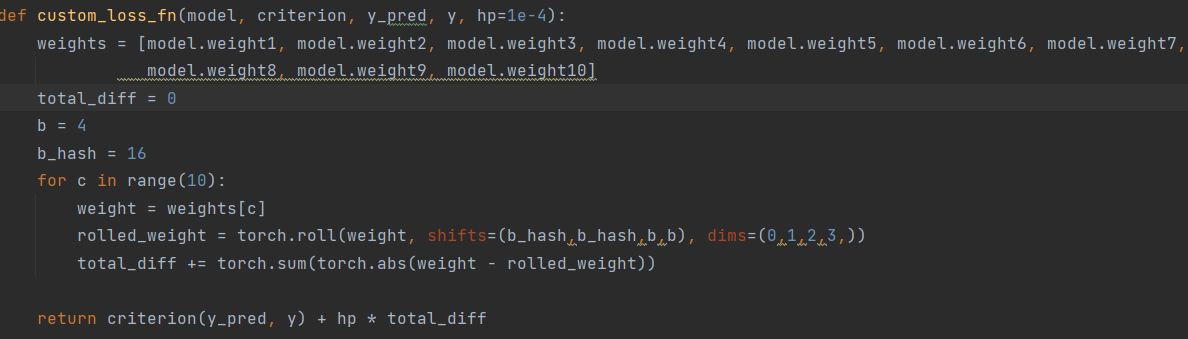 def custom_loss_fn(model, criterion, y_pred, y, hp=1e-4):
    weights = [model.weight1, model.weight2, model.weight3, model.weight4, model.weight5, model.weight6, model.weight7,
               model.weight8, model.weight9, model.weight10]
    total_diff = 0
    b = 4
    b_hash = 16
    for c in range(10):
        weight = weights[c]
        rolled_weight = torch.roll(weight, shifts=(b_hash,b_hash,b,b), dims=(0,1,2,3,))
        total_diff += torch.sum(torch.abs(weight - rolled_weight))
    return criterion(y_pred, y) + hp * total_diff